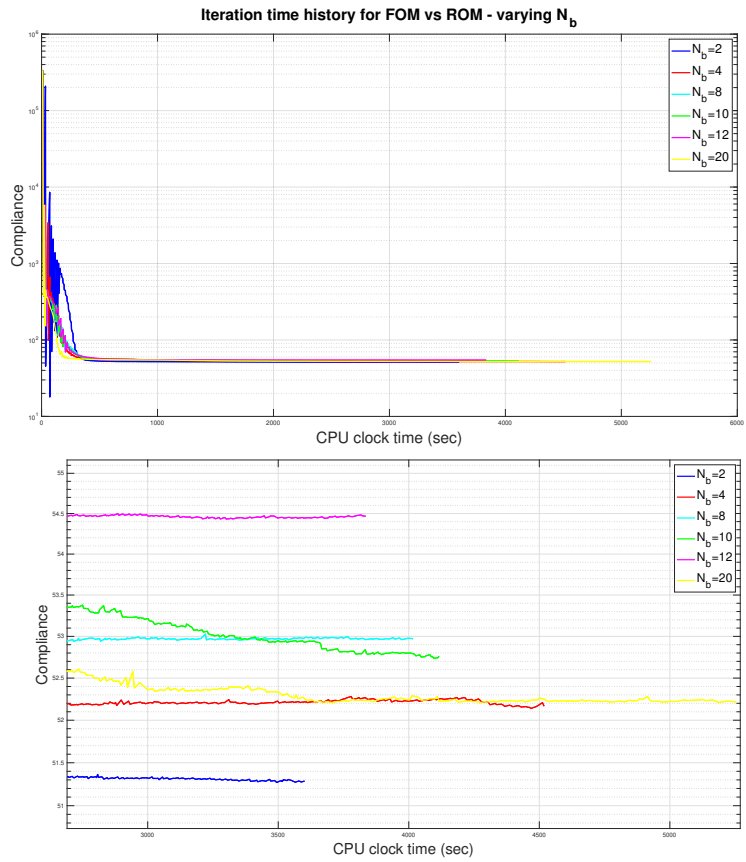 Iteration time history for FOM vs ROM - varying N_b
10^6
10^5
10^4
10^3
10^2
10^1
Compliance
0 1000 2000 3000 4000 5000 6000
CPU clock time (sec)
N_b=2
N_b=4
N_b=8
N_b=10
N_b=12
N_b=20
55
54.5
54
53.5
53
52.5
52
51.5
51
Compliance
3000 3500 4000 4500 5000
CPU clock time (sec)
N_b=2
N_b=4
N_b=8
N_b=10
N_b=12
N_b=20